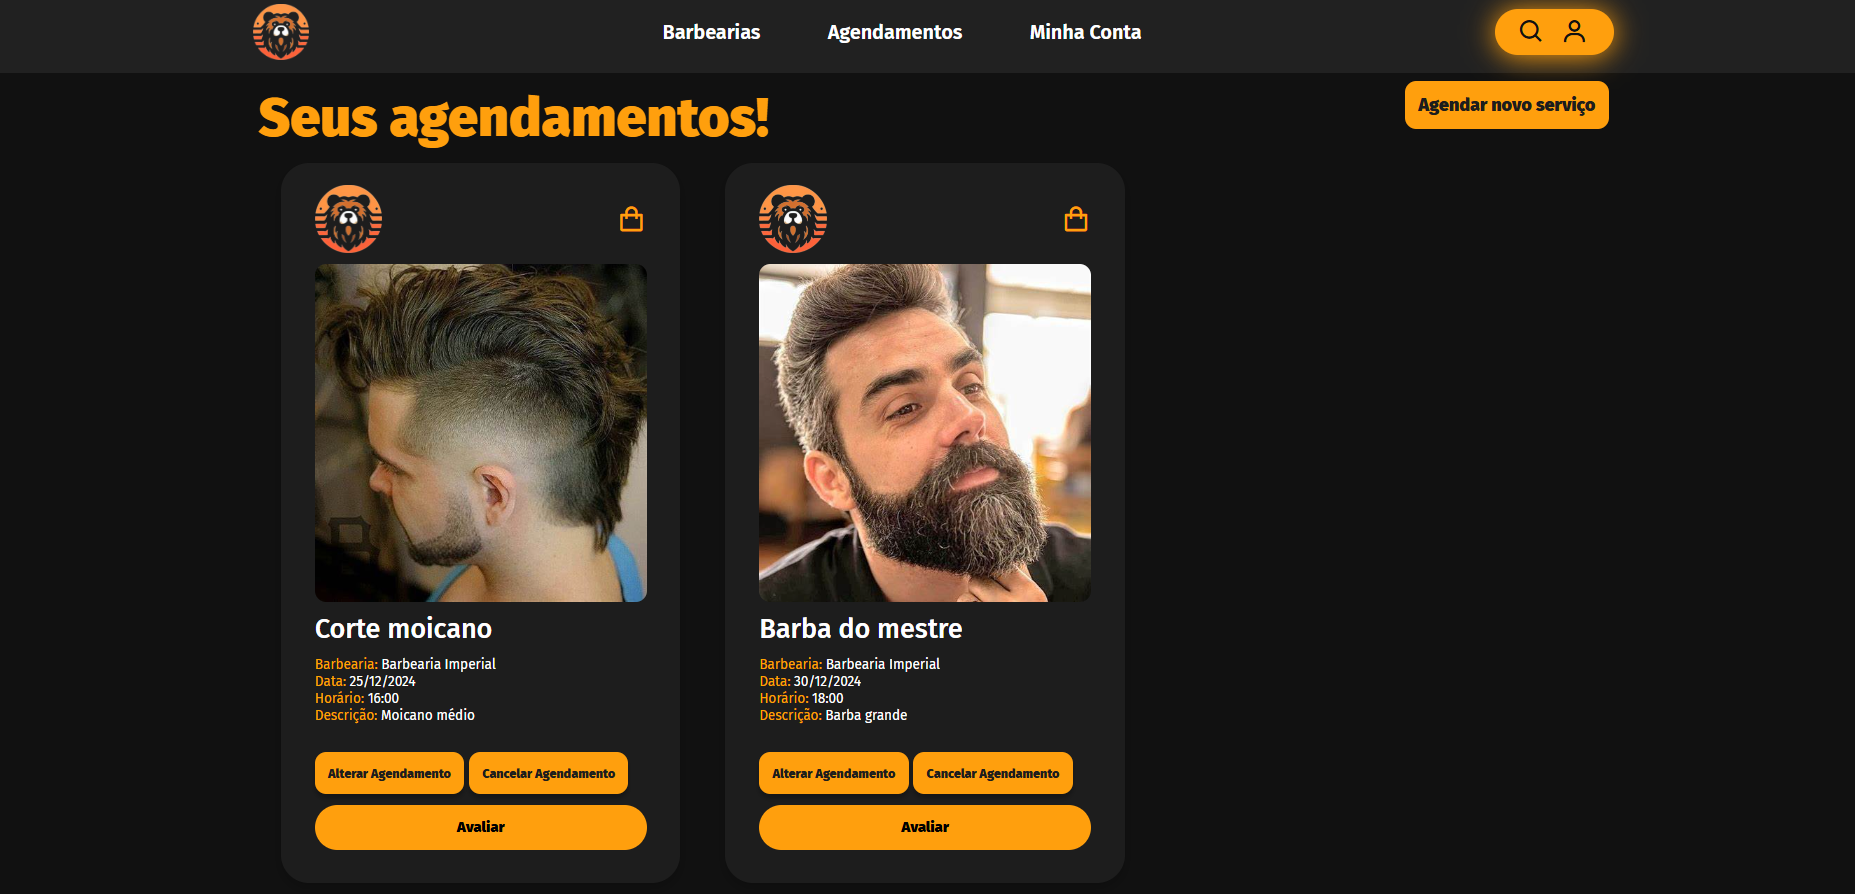 Barbearias Agendamentos Minha Conta
Seus agendamentos!
Agendar novo serviço
Corte moicano
Barbearia: Barbearia Imperial
Data: 25/12/2024
Horário: 16:00
Descrição: Moicano médio
Alterar Agendamento Cancelar Agendamento
Avaliar
Barba do mestre
Barbearia: Barbearia Imperial
Data: 30/12/2024
Horário: 18:00
Descrição: Barba grande
Alterar Agendamento Cancelar Agendamento
Avaliar